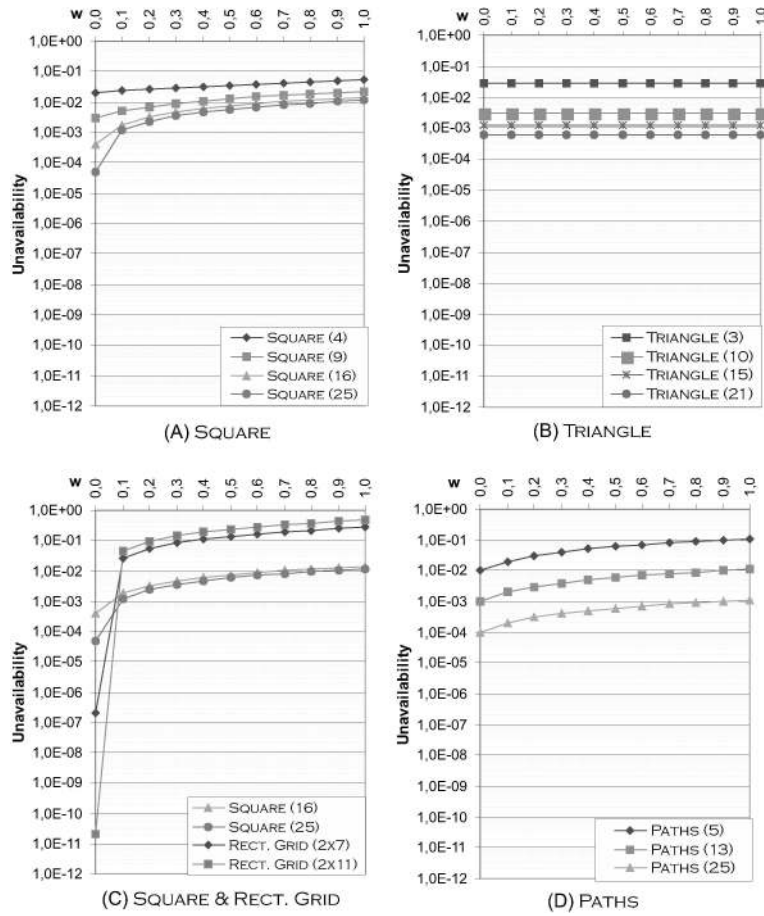 w 0,0 0,1 0,2 0,3 0,4 0,5 0,6 0,7 0,8 0,9 1,0
1,0E+00
1,0E-01
1,0E-02
1,0E-03
1,0E-04
1,0E-05
1,0E-06
1,0E-07
1,0E-08
1,0E-09
1,0E-10
1,0E-11
1,0E-12
Unavailability
SQUARE (4)
SQUARE (9)
SQUARE (16)
SQUARE (25)
(A) SQUARE
w 0,0 0,1 0,2 0,3 0,4 0,5 0,6 0,7 0,8 0,9 1,0
1,0E+00
1,0E-01
1,0E-02
1,0E-03
1,0E-04
1,0E-05
1,0E-06
1,0E-07
1,0E-08
1,0E-09
1,0E-10
1,0E-11
1,0E-12
Unavailability
TRIANGLE (3)
TRIANGLE (10)
TRIANGLE (15)
TRIANGLE (21)
(B) TRIANGLE
w 0,0 0,1 0,2 0,3 0,4 0,5 0,6 0,7 0,8 0,9 1,0
1,0E+00
1,0E-01
1,0E-02
1,0E-03
1,0E-04
1,0E-05
1,0E-06
1,0E-07
1,0E-08
1,0E-09
1,0E-10
1,0E-11
1,0E-12
Unavailability
SQUARE (16)
SQUARE (25)
RECT. GRID (2X7)
RECT. GRID (2X11)
(C) SQUARE & RECT. GRID
w 0,0 0,1 0,2 0,3 0,4 0,5 0,6 0,7 0,8 0,9 1,0
1,0E+00
1,0E-01
1,0E-02
1,0E-03
1,0E-04
1,0E-05
1,0E-06
1,0E-07
1,0E-08
1,0E-09
1,0E-10
1,0E-11
1,0E-12
Unavailability
PATHS (5)
PATHS (13)
PATHS (25)
(D) PATHS